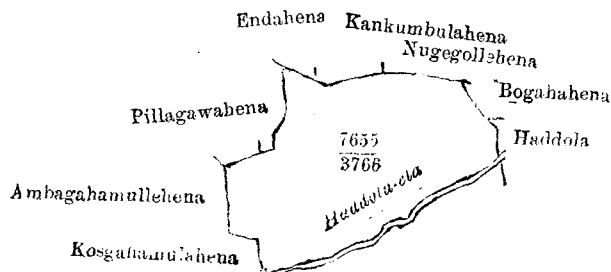 Endahena
Kankumbulahena
Nugegollehena
Bogahahena
Pillagawahena
Haddola
7655
3766
Haddola-ela
Ambagahamullehena
Kosgahamulahena